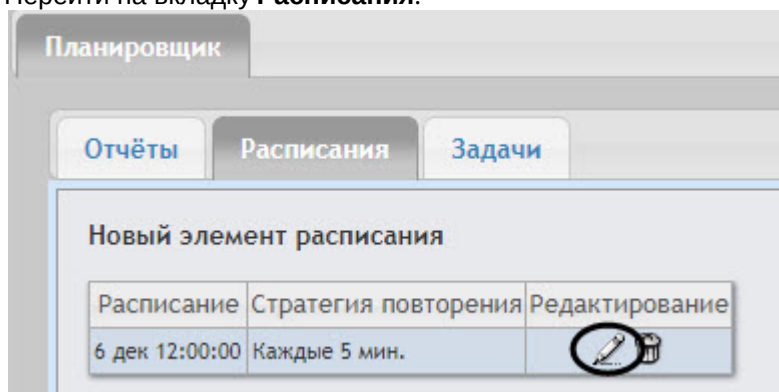 Перейти на вкладку Расписания.
Планировщик
Отчёты Расписания Задачи
Новый элемент расписания
Расписание Стратегия повторения Редактирование
6 дек 12:00:00 Каждые 5 мин.